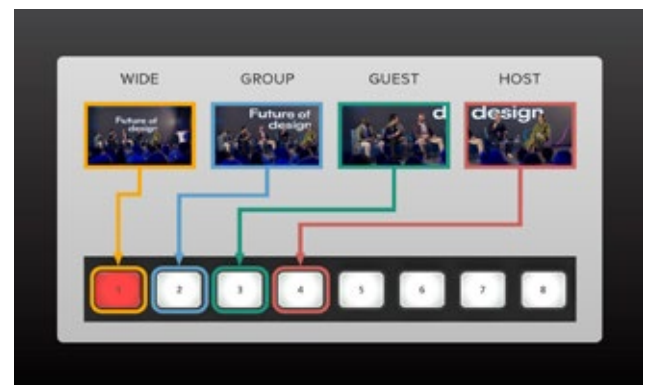 WIDE GROUP GUEST HOST
Future of
design
Future of
design
d
design
1 2 3 4 5 6 7 8